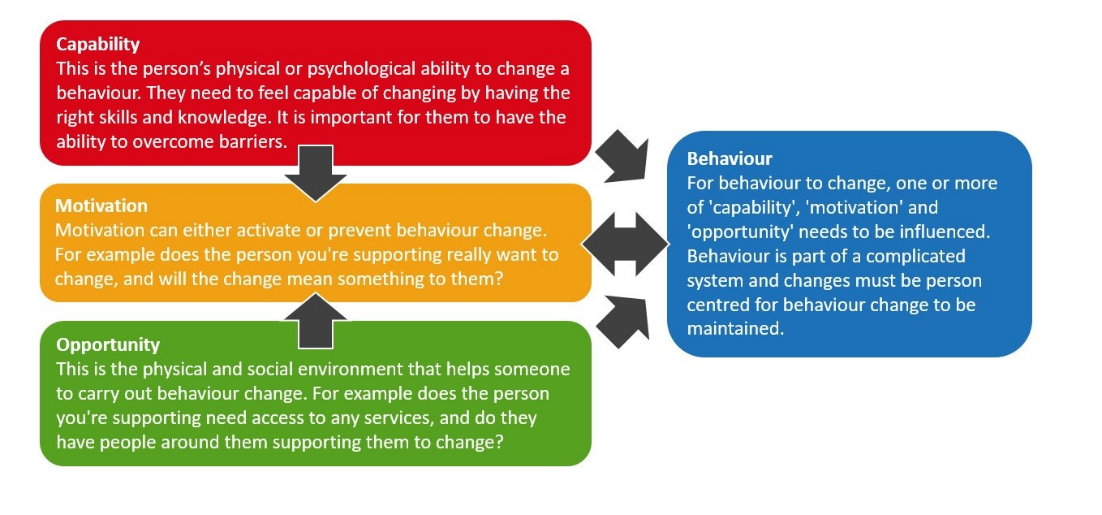 Capability
This is the person’s physical or psychological ability to change a
behaviour. They need to feel capable of changing by having the
right skills and knowledge. It is important for them to have the
ability to overcome barriers.
Motivation
Motivation can either activate or prevent behaviour change.
For example does the person you're supporting really want to
change, and will the change mean something to them?
Opportunity
This is the physical and social environment that helps someone
to carry out behaviour change. For example does the person
you're supporting need access to any services, and do they
have people around them supporting them to change?
Behaviour
For behaviour to change, one or more
of 'capability', 'motivation' and
'opportunity' needs to be influenced.
Behaviour is part of a complicated
system and changes must be person
centred for behaviour change to be
maintained.